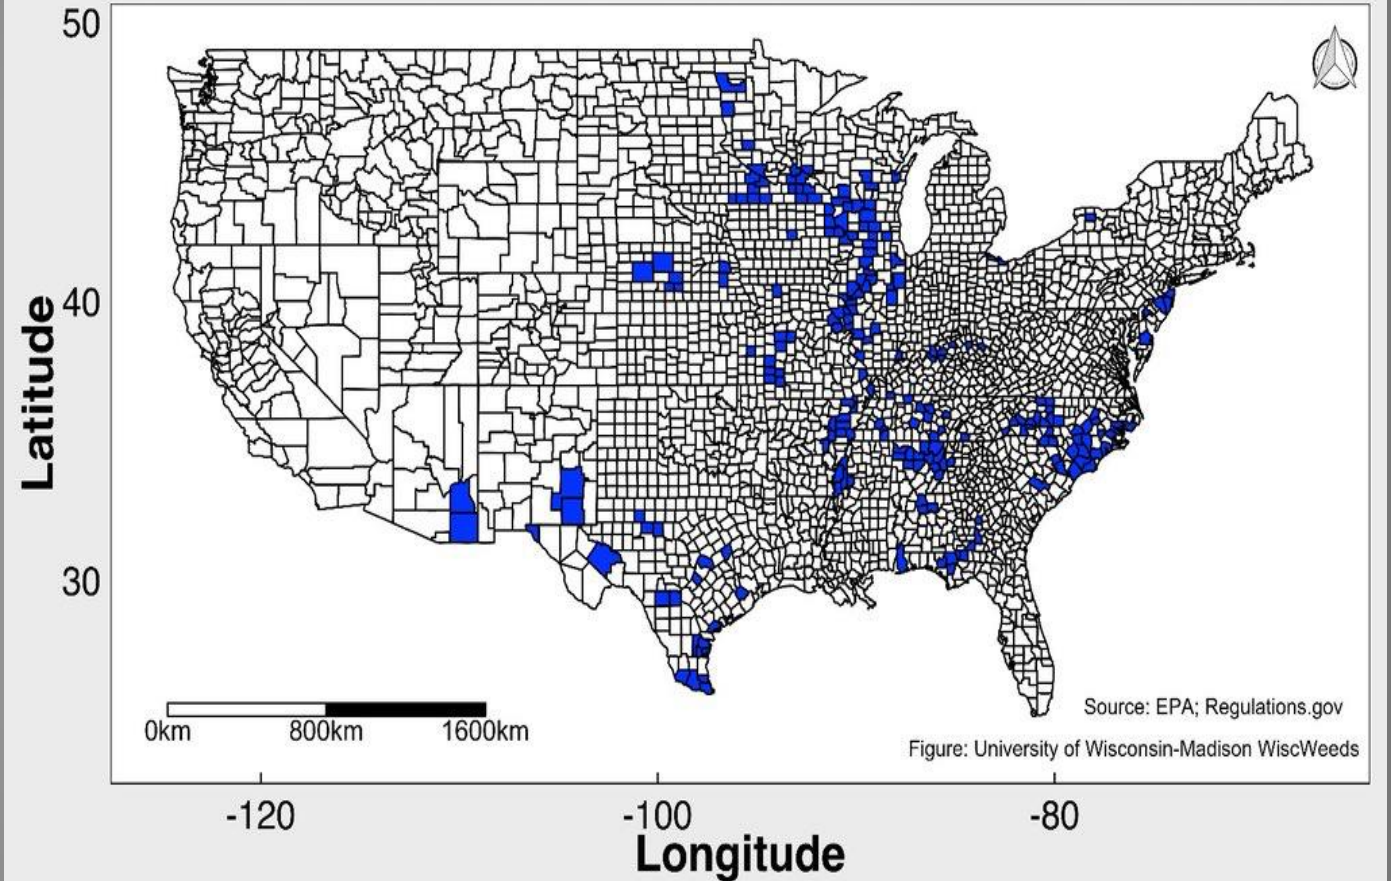 50
40
30
Latitude
0km 800km 1600km
Source: EPA; Regulations.gov
Figure: University of Wisconsin-Madison WiscWeeds
-120 -100 -80
Longitude